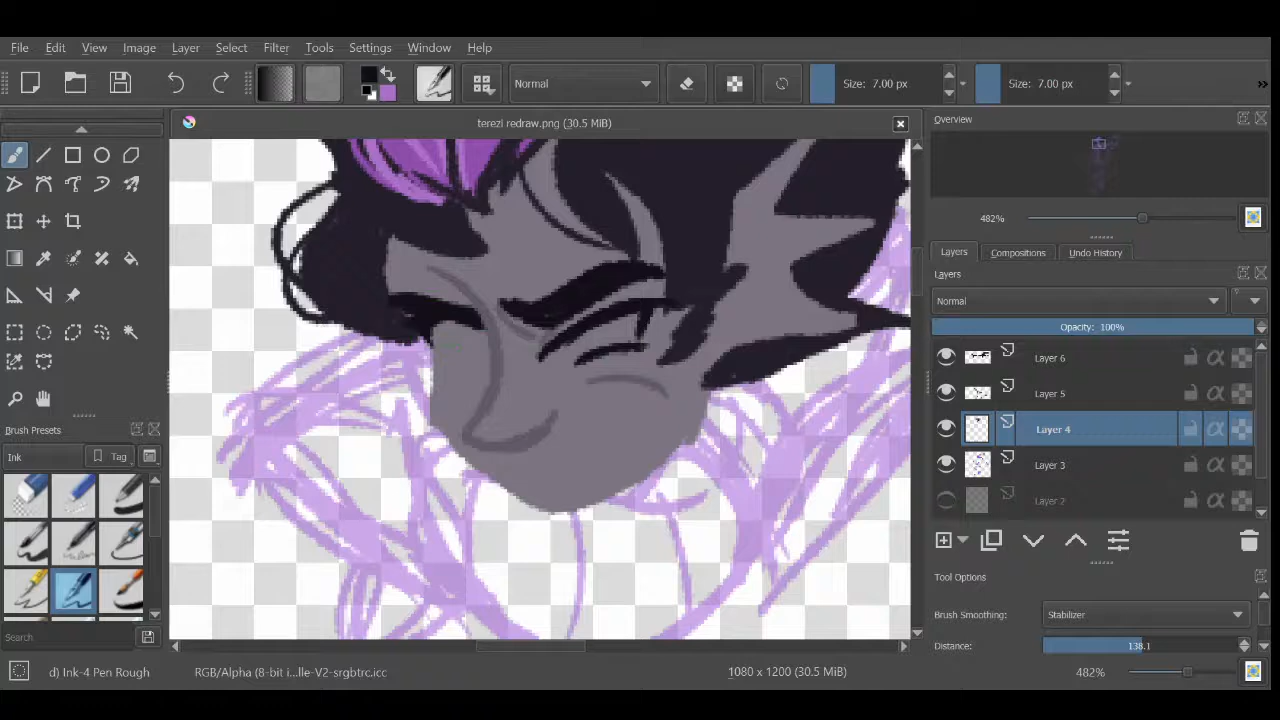 File Edit View Image Layer Select Filter Tools Settings Window Help
Normal Size: 7.00 px Size: 7.00 px »
terezi redraw.png (30.5 MiB)
Overview
482%
Layers Compositions Undo History
Layers
Normal
Opacity: 100%
Layer 6
Layer 5
Layer 4
Layer 3
Layer 2
Brush Presets
Ink Tag
Search
Tool Options
Brush Smoothing: Stabilizer
Distance: 138.1
d) Ink-4 Pen Rough RGB/Alpha (8-bit i...lle-V2-srgbtrc.icc 1080 x 1200 (30.5 MiB) 482%